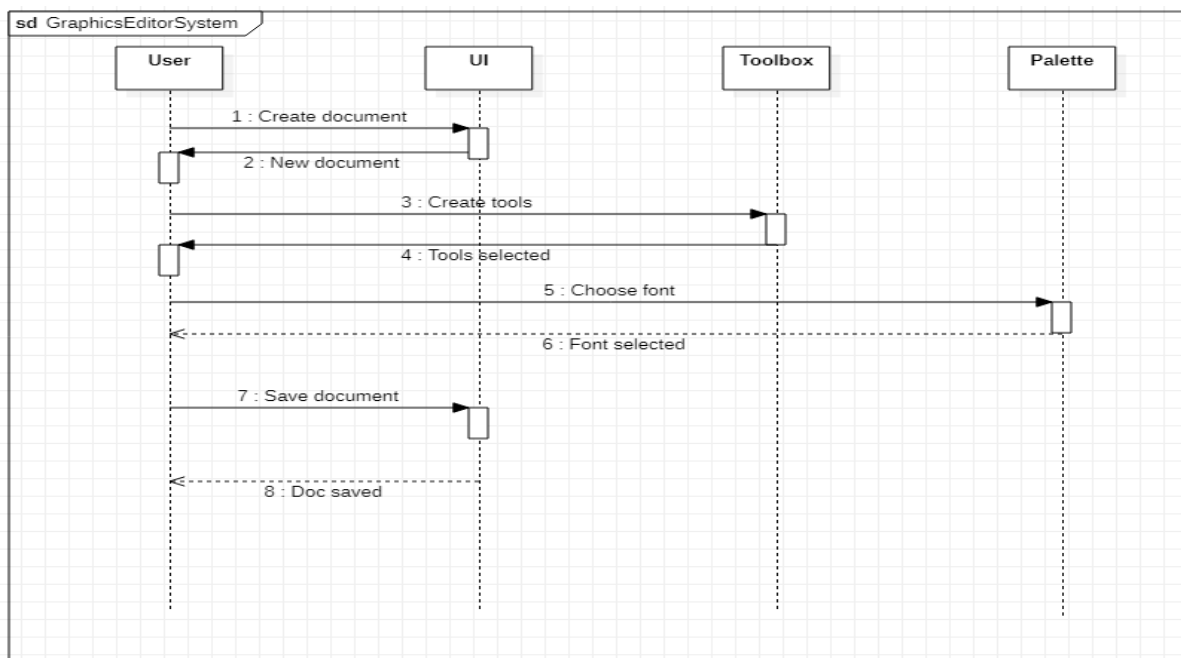 sd GraphicsEditorSystem
User
UI
Toolbox
Palette
1 : Create document
2 : New document
3 : Create tools
4 : Tools selected
5 : Choose font
6 : Font selected
7 : Save document
8 : Doc saved